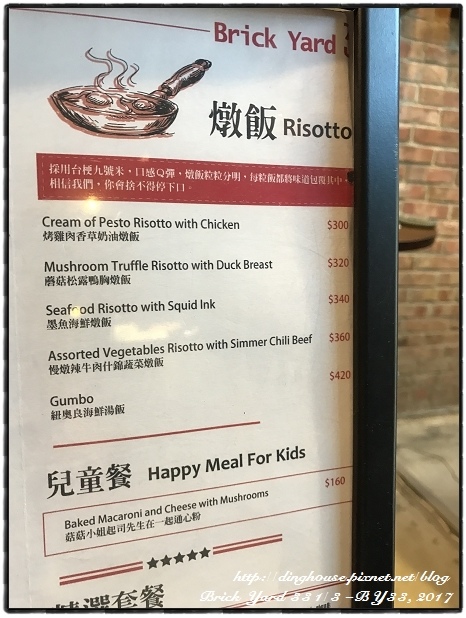 Brick Yard
燉飯 Risotto
採用台梗九號米，口感Q彈，燉飯粒粒分明，每粒飯都將味道包覆其中，
相信我們，你會捨不得停下口。
Cream of Pesto Risotto with Chicken $300
烤雞肉香草奶油燉飯
Mushroom Truffle Risotto with Duck Breast $320
蘑菇松露鴨胸燉飯
Seafood Risotto with Squid Ink $340
墨魚海鮮燉飯
Assorted Vegetables Risotto with Simmer Chili Beef $360
慢燉辣牛肉什錦蔬菜燉飯
$420
Gumbo
紐奧良海鮮湯飯
兒童餐 Happy Meal For Kids
Baked Macaroni and Cheese with Mushrooms $160
菇菇小姐起司先生在一起通心粉
精選套餐
http://dinghouse.pixnet.net/blog
Brick Yard 33 1/3 -BY33, 2017